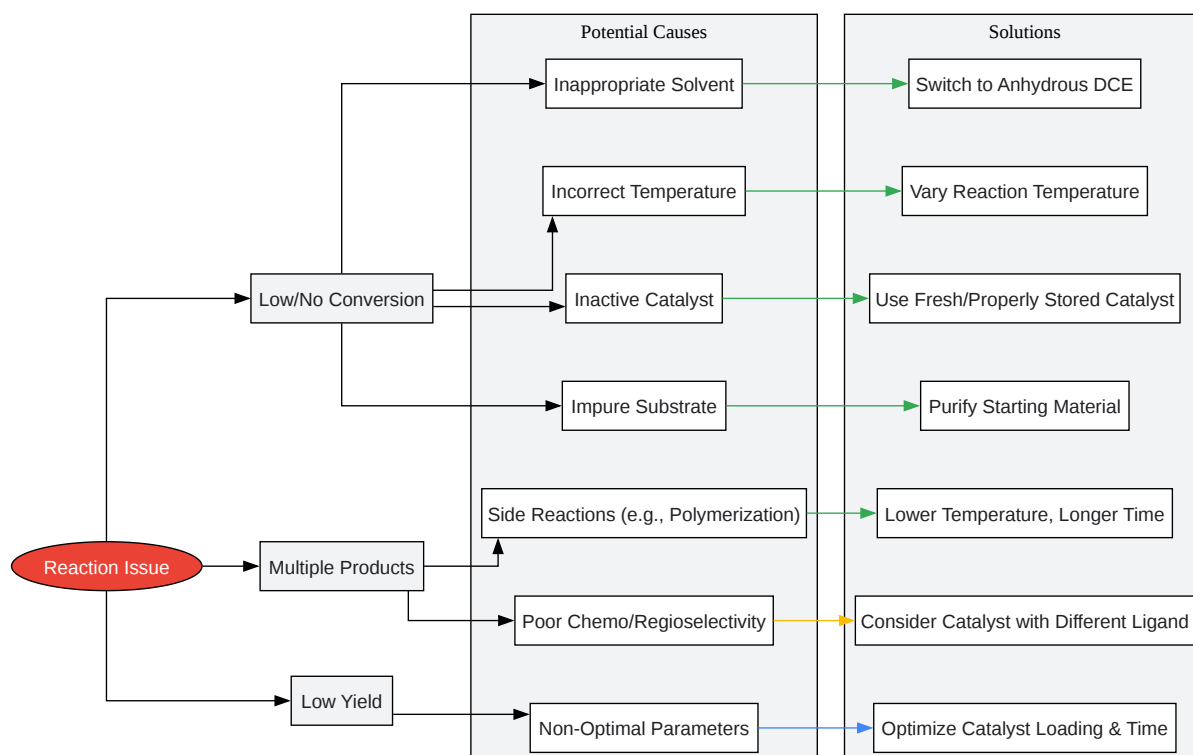 Potential Causes
Solutions
Inappropriate Solvent
Switch to Anhydrous DCE
Incorrect Temperature
Vary Reaction Temperature
Low/No Conversion
Inactive Catalyst
Use Fresh/Properly Stored Catalyst
Impure Substrate
Purify Starting Material
Side Reactions (e.g., Polymerization)
Lower Temperature, Longer Time
Reaction Issue
Multiple Products
Poor Chemo/Regioselectivity
Consider Catalyst with Different Ligand
Low Yield
Non-Optimal Parameters
Optimize Catalyst Loading & Time